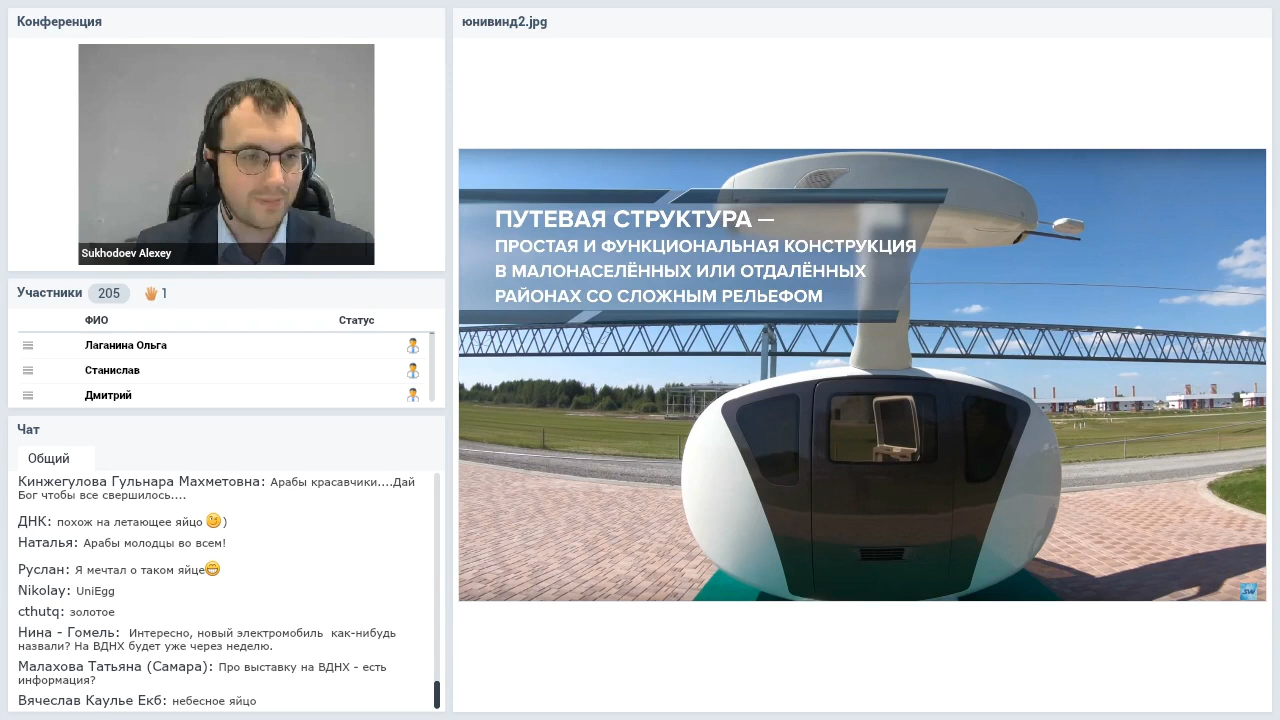 Конференция
Sukhodoev Alexey
Участники 205 1
ФИО Статус
Лаганина Ольга
Станислав
Дмитрий
Чат
Общий
Кинжегулова Гульнара Махметовна: Арабы красавчики....Дай
Бог чтобы все свершилось....
ДНК: похож на летающее яйцо )
Наталья: Арабы молодцы во всем!
Руслан: Я мечтал о таком яйце
Nikolay: UniEgg
cthutq: золотое
Нина - Гомель: Интересно, новый электромобиль как-нибудь
назвали? На ВДНХ будет уже через неделю.
Малахова Татьяна (Самара): Про выставку на ВДНХ - есть
информация?
Вячеслав Каулье Екб: небесное яйцо
юнивинд2.jpg
ПУТЕВАЯ СТРУКТУРА —
ПРОСТАЯ И ФУНКЦИОНАЛЬНАЯ КОНСТРУКЦИЯ
В МАЛОНАСЕЛЁННЫХ ИЛИ ОТДАЛЁННЫХ
РАЙОНАХ СО СЛОЖНЫМ РЕЛЬЕФОМ
SW